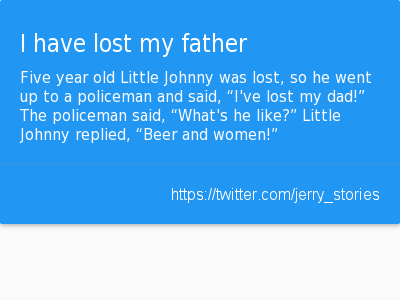 I have lost my father
Five year old Little Johnny was lost, so he went
up to a policeman and said, “I've lost my dad!”
The policeman said, “What's he like?” Little
Johnny replied, “Beer and women!”
https://twitter.com/jerry_stories